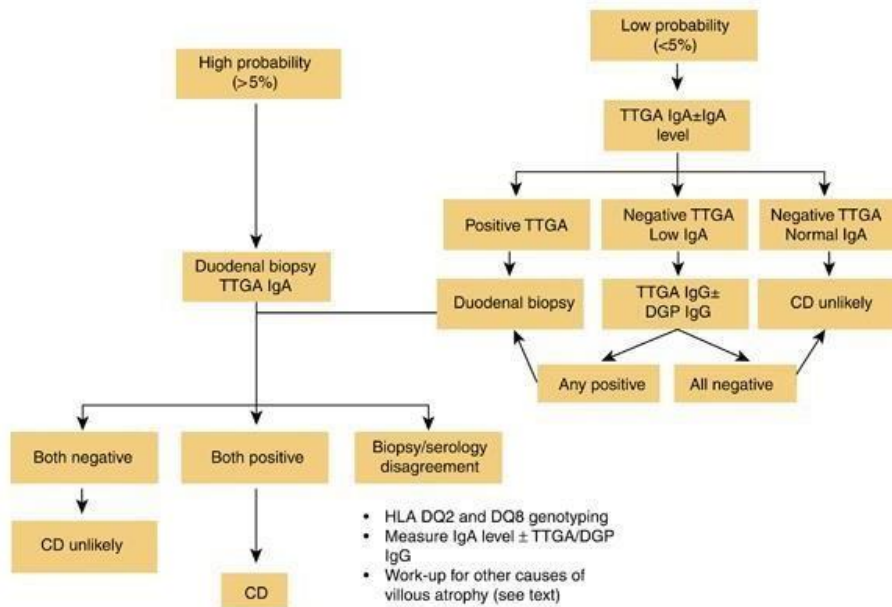 Low probability
(<5%)
High probability
(>5%)
TTGA IgA±IgA
level
Positive TTGA
Negative TTGA
Low IgA
Negative TTGA
Normal IgA
Duodenal biopsy
TTGA IgA
Duodenal biopsy
TTGA IgG±
DGP IgG
CD unlikely
Any positive
All negative
Both negative
Both positive
Biopsy/serology
disagreement
CD unlikely
CD
• HLA DQ2 and DQ8 genotyping
• Measure IgA level ± TTGA/DGP
IgG
• Work-up for other causes of
villous atrophy (see text)